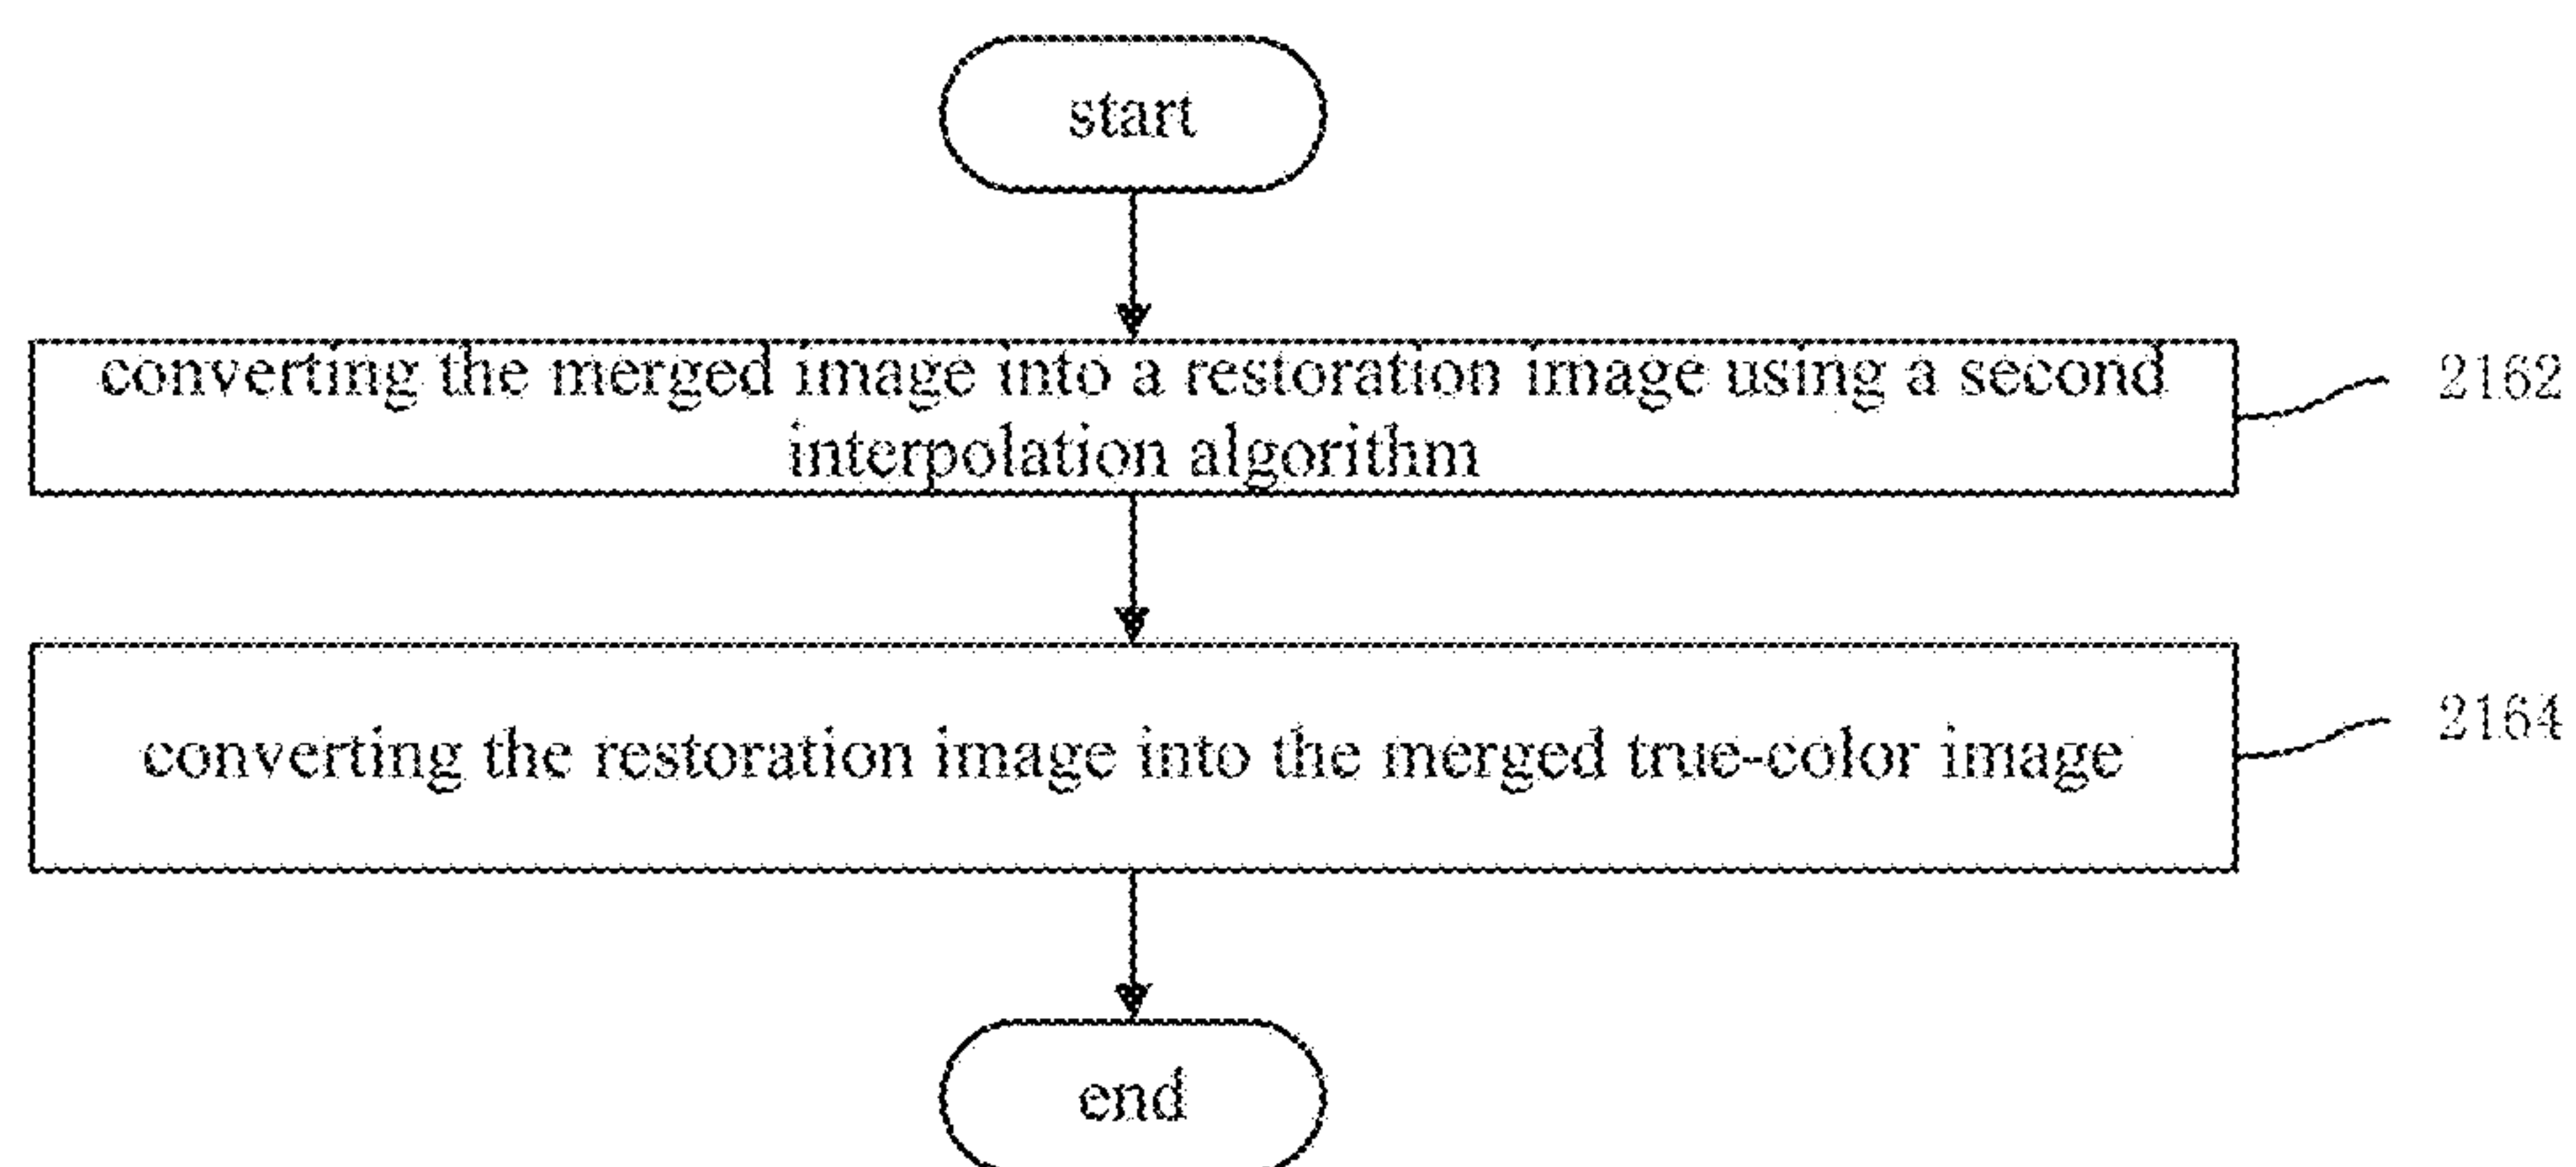 start
converting the merged image into a restoration image using a second
interpolation algorithm
2162
converting the restoration image into the merged true-color image
2164
end